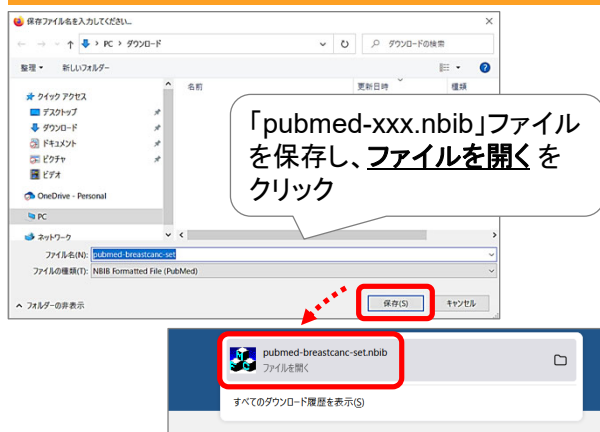 保存ファイル名を入力してください...
PC > ダウンロード
ダウンロードの検索
整理 新しいフォルダー
名前 更新日時 種類
クイック アクセス
デスクトップ
ダウンロード
ドキュメント
ピクチャ
ビデオ
OneDrive - Personal
PC
ネットワーク
「pubmed-xxx.nbib」ファイル
を保存し、ファイルを開く を
クリック
ファイル名(N): pubmed-breastcanc-set
ファイルの種類(T): NBIB Formatted File (PubMed)
フォルダーの非表示
保存(S) キャンセル
pubmed-breastcanc-set.nbib
ファイルを開く
すべてのダウンロード履歴を表示(S)